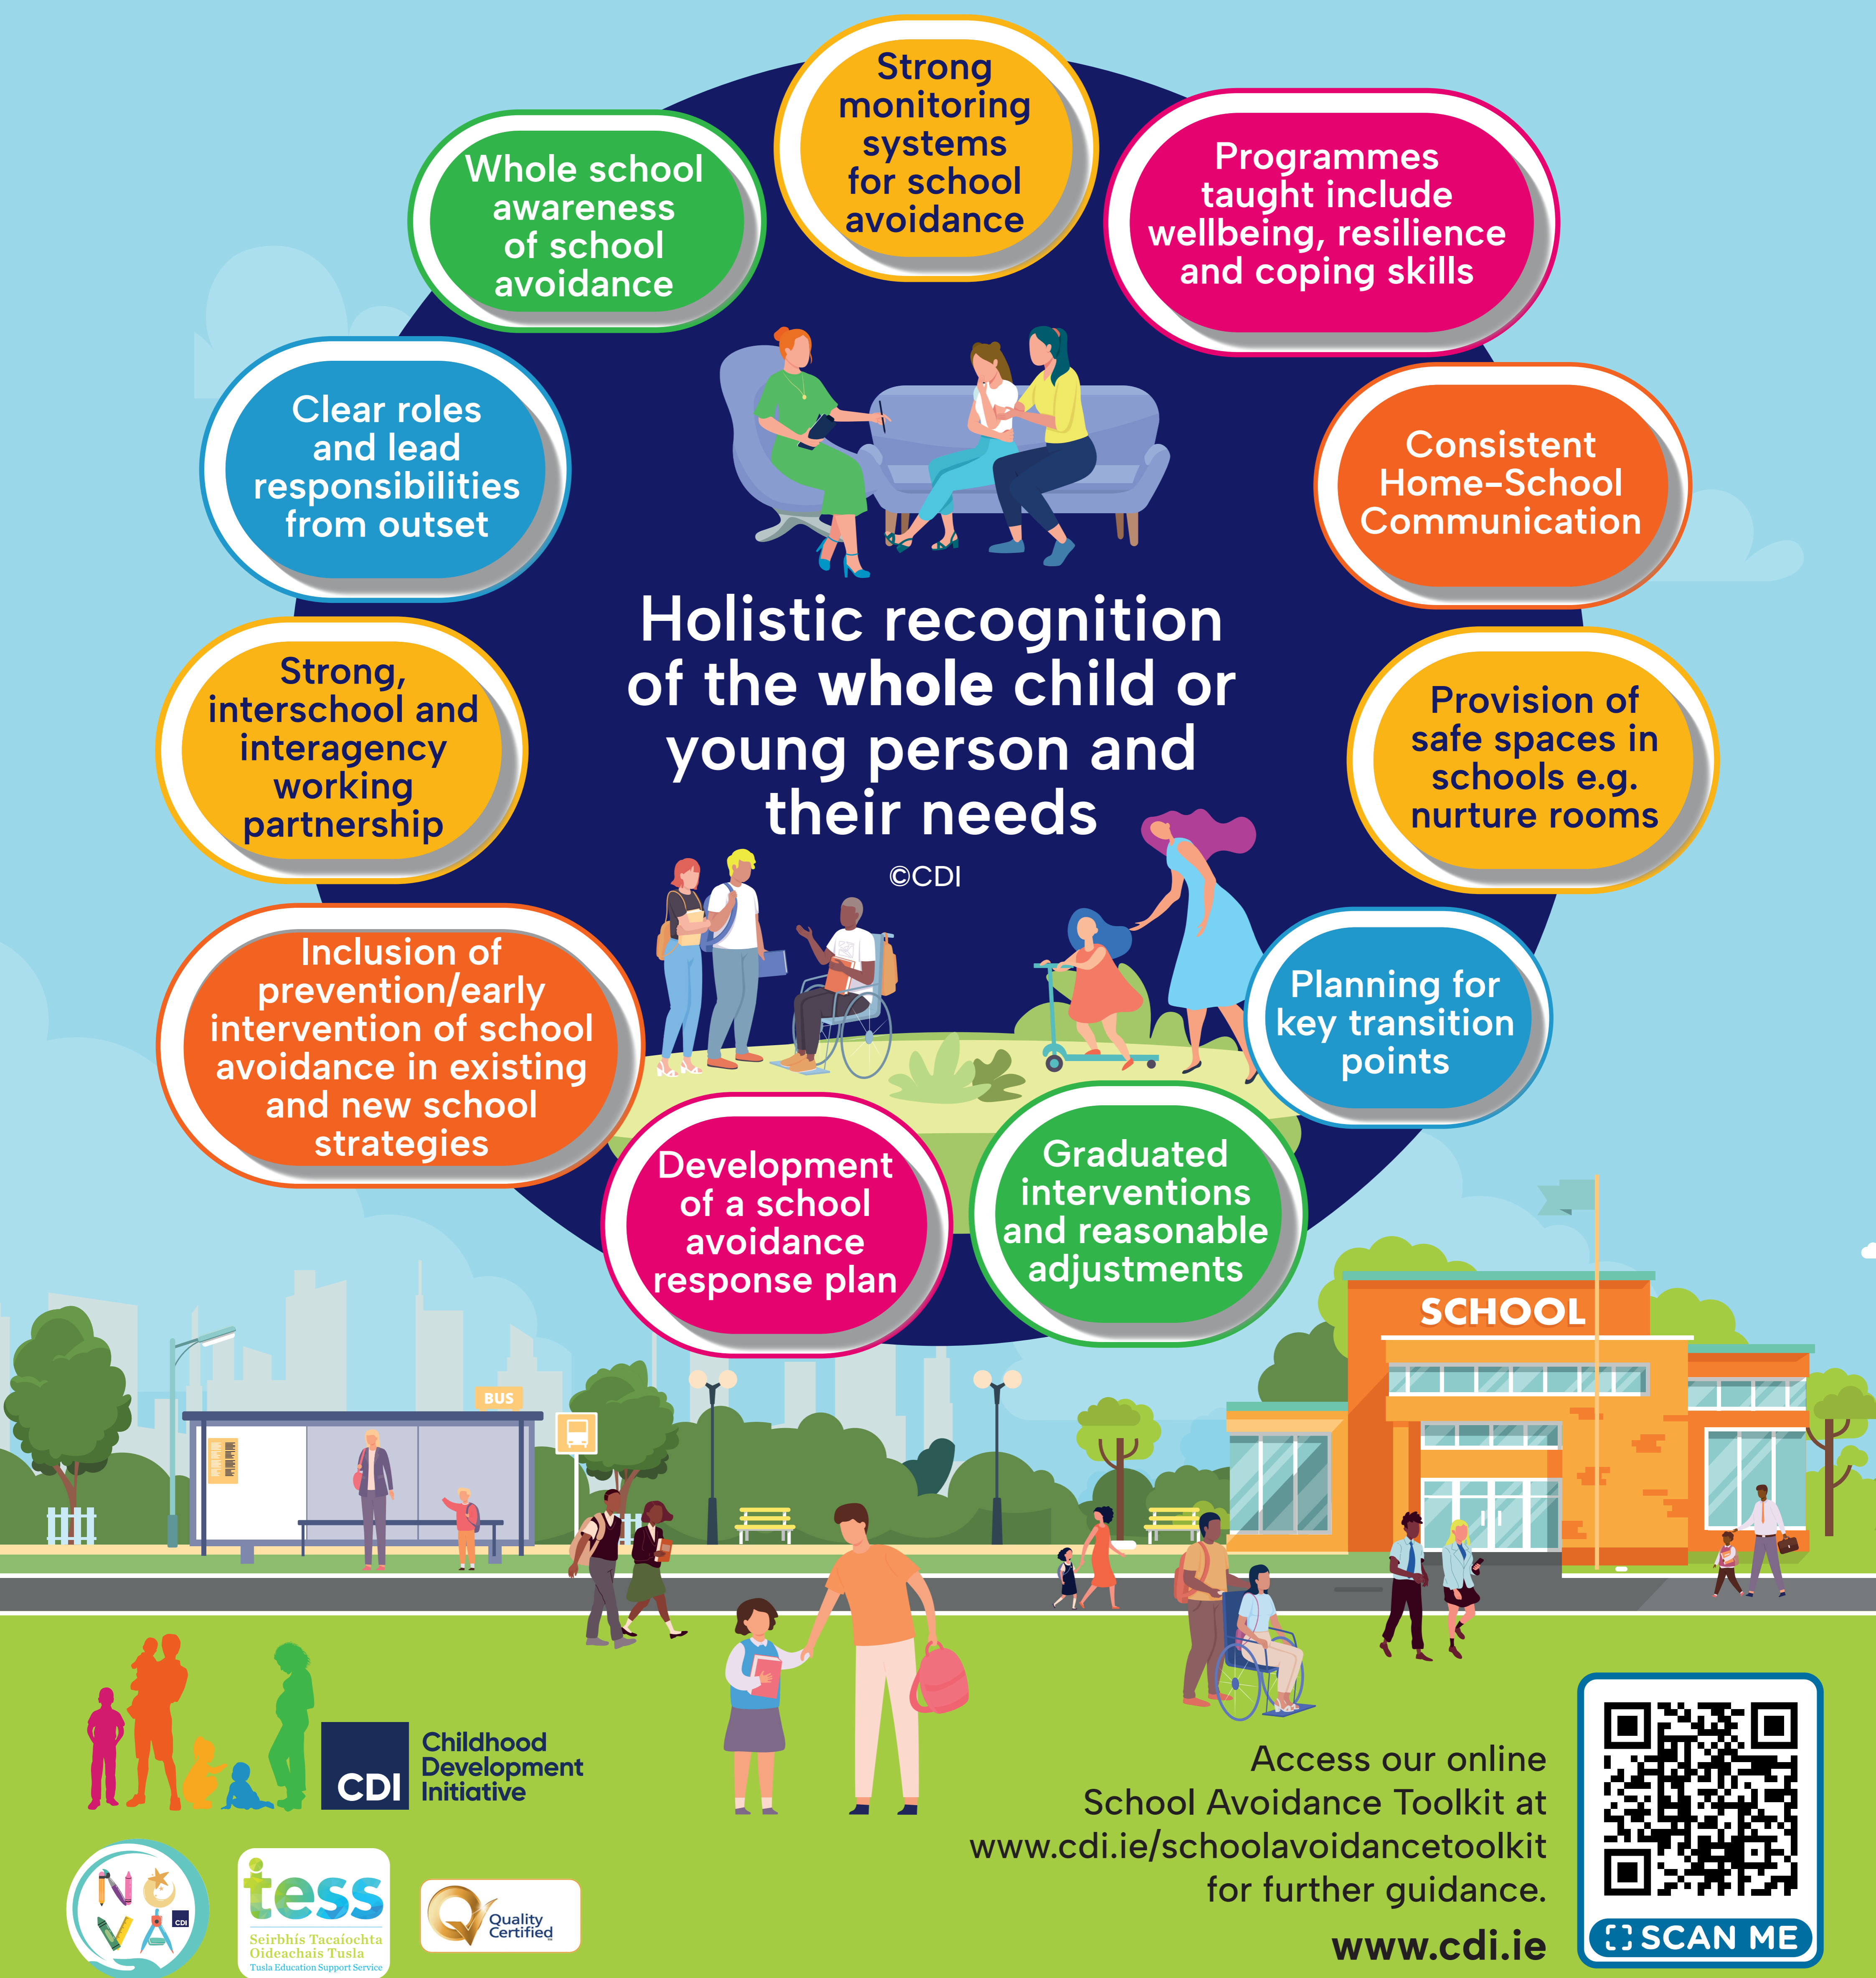 Strong
monitoring
systems
for school
avoidance
Programmes
taught include
wellbeing, resilience
and coping skills
Consistent
Home-School
Communication
Provision of
safe spaces in
schools e.g.
nurture rooms
Planning for
key transition
points
Graduated
interventions
and reasonable
adjustments
Development
of a school
avoidance
response plan
Inclusion of
prevention/early
intervention of school
avoidance in existing
and new school
strategies
Strong,
interschool and
interagency
working
partnership
Clear roles
and lead
responsibilities
from outset
Whole school
awareness
of school
avoidance
Holistic recognition
of the whole child or
young person and
their needs
©CDI
SCHOOL
BUS
CDI
Childhood
Development
Initiative
NOVA
CDI
tess
Seirbhís Tacaíochta
Oideachais Tusla
Tusla Education Support Service
Q
Quality
Certified
Access our online
School Avoidance Toolkit at
www.cdi.ie/schoolavoidancetoolkit
for further guidance.
www.cdi.ie
SCAN ME